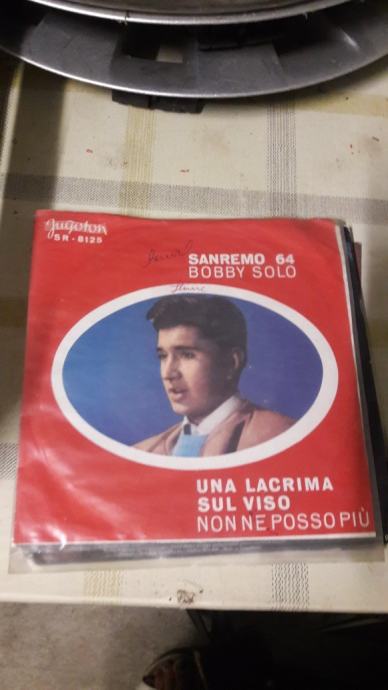 Jugoton
SR-8125
SANREMO 64
BOBBY SOLO
UNA LACRIMA
SUL VISO
NON NE POSSO PIÙ